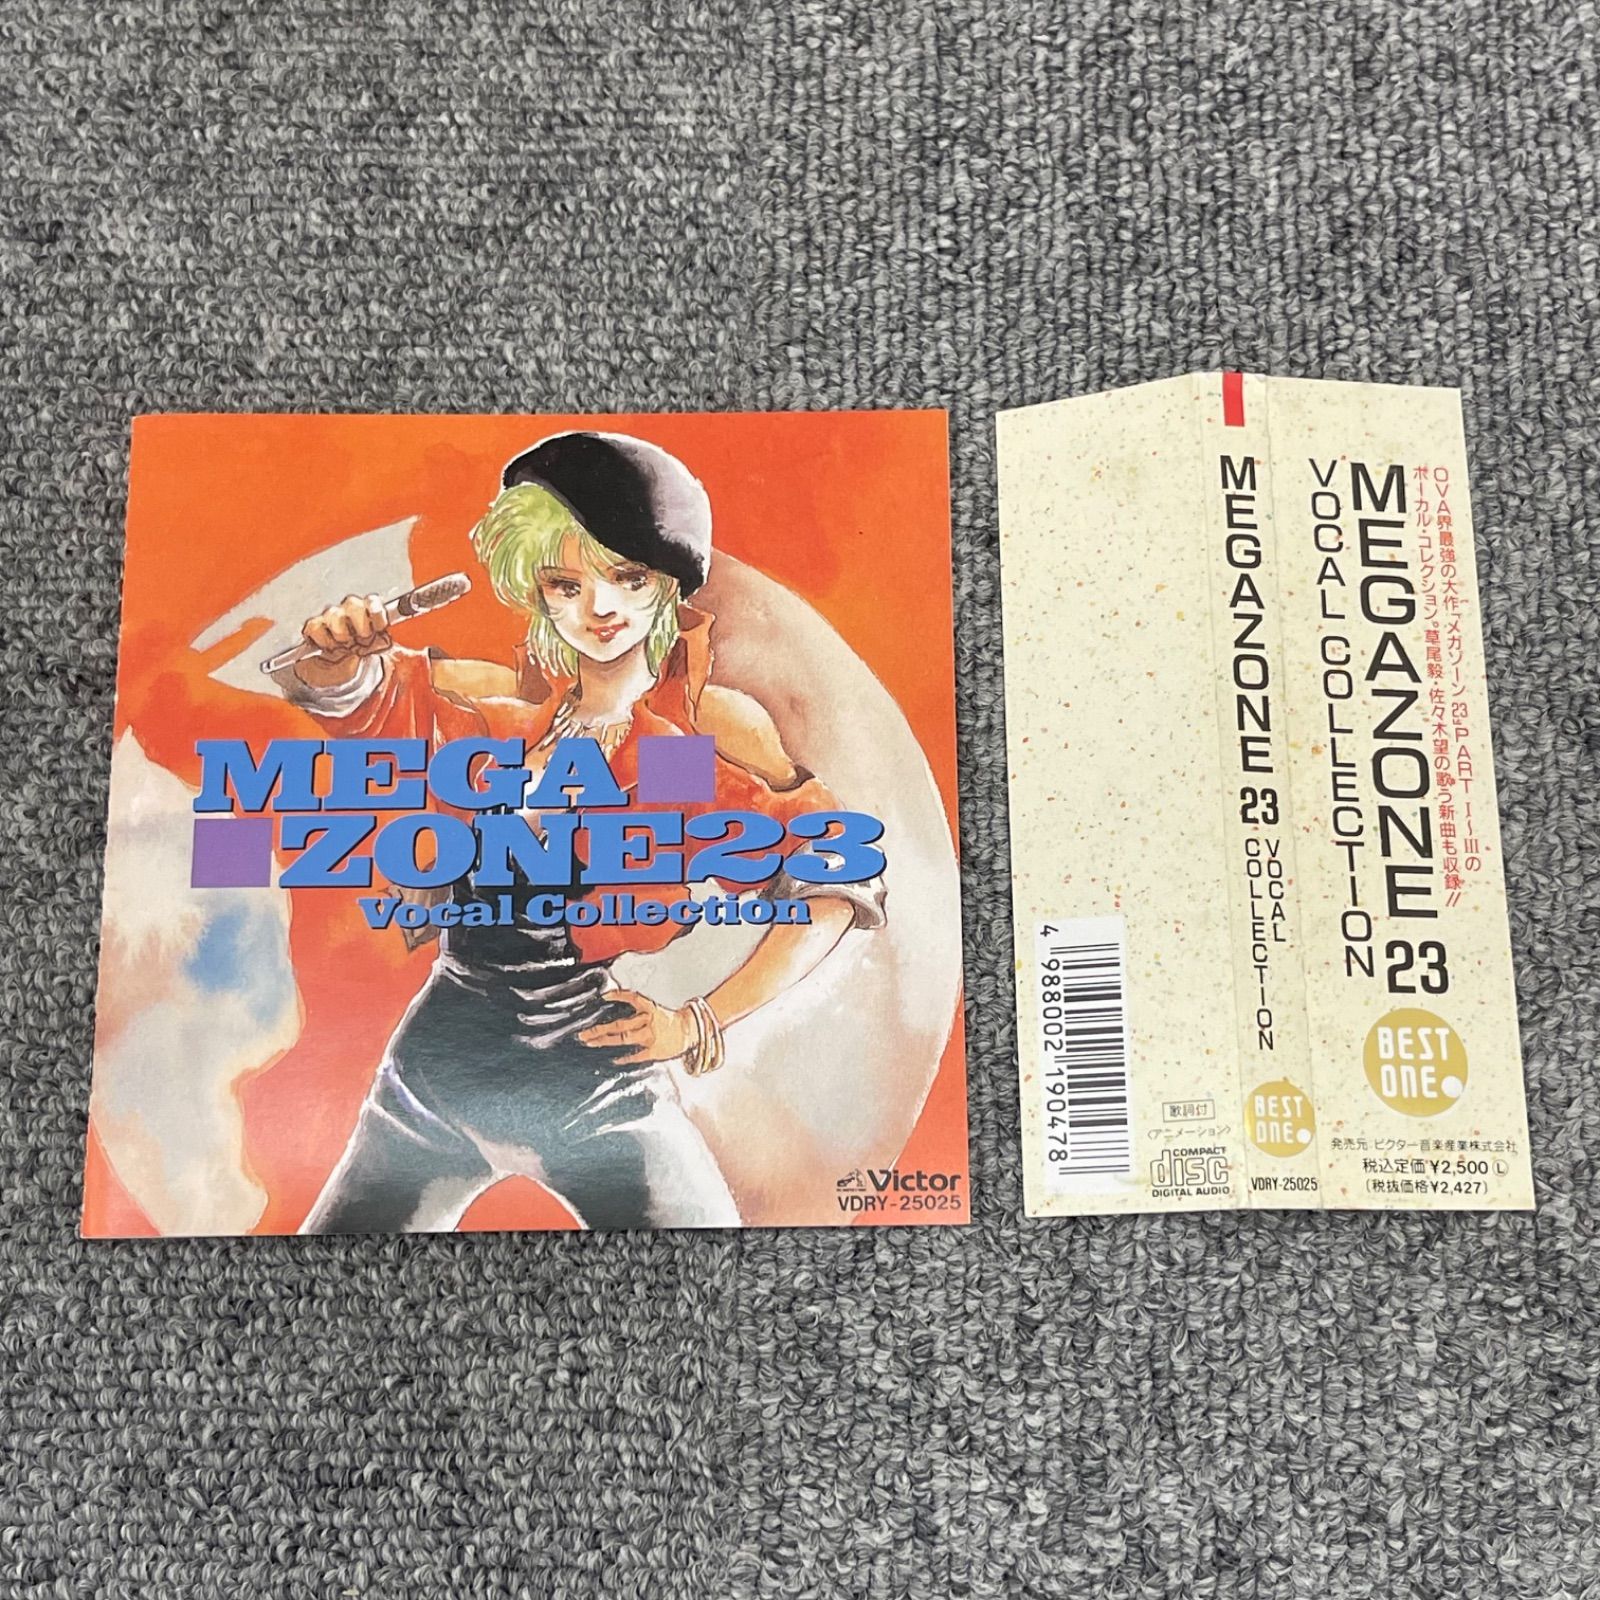 MEGA
ZONE23
Vocal Collection
Victor
VDRY-25025
OVA界最強の大作「メガゾーン23」PART I〜IIIの
ボーカル・コレクション。草尾毅・佐々木望の歌う新曲も収録!!
MEGAZONE 23
VOCAL COLLECTION
BEST
ONE.
発売元:ビクター音楽産業株式会社
税込定価¥2,500 Ⓛ
(税抜価格¥2,427)
MEGAZONE 23
VOCAL
COLLECTION
BEST
ONE.
VDRY-25025
4 988002 190478
歌詞付
〈アニメーション〉
COMPACT
disc
DIGITAL AUDIO